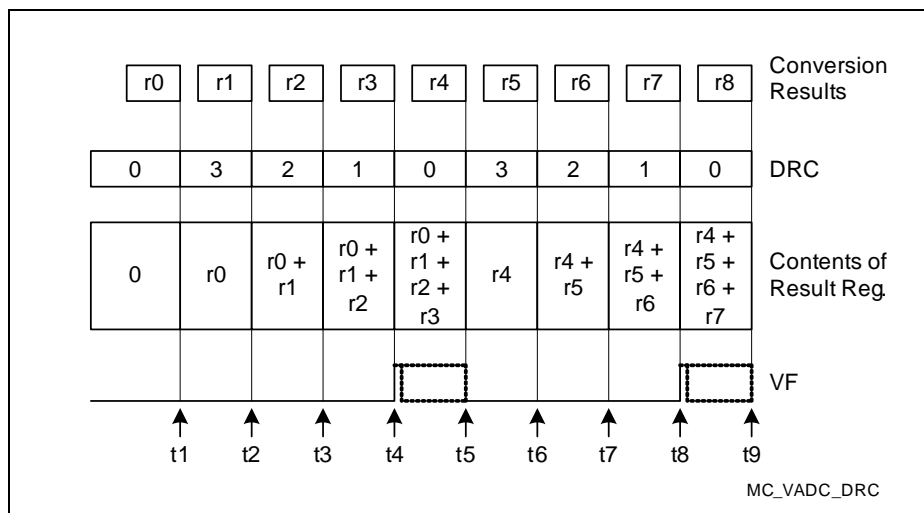 r0 r1 r2 r3 r4 r5 r6 r7 r8
Conversion
Results
0 3 2 1 0 3 2 1 0
DRC
0
r0
r0 +
r1
r0 +
r1 +
r2
r0 +
r1 +
r2 +
r3
r4
r4 +
r5
r4 +
r5 +
r6
r4 +
r5 +
r6 +
r7
Contents of
Result Reg.
VF
t1 t2 t3 t4 t5 t6 t7 t8 t9
MC_VADC_DRC